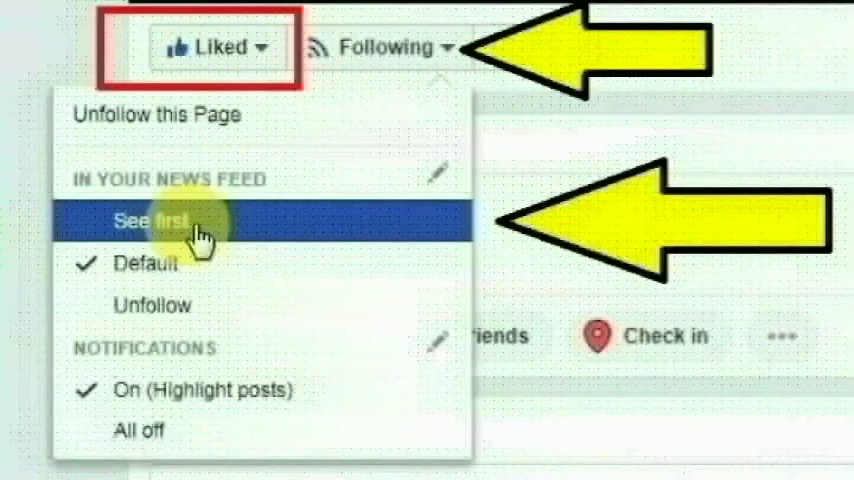 Liked Following
Unfollow this Page
IN YOUR NEWS FEED
See first
Default
Unfollow
riends Check in
NOTIFICATIONS
On (Highlight posts)
All off